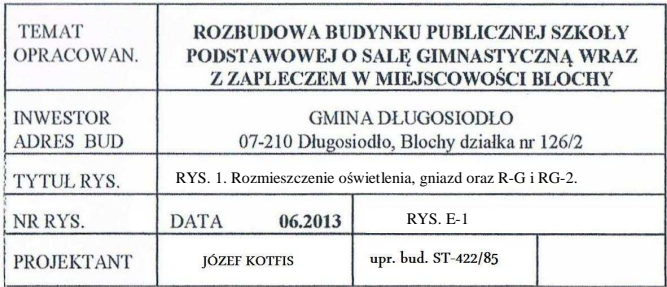 TEMAT
OPRACOWAN.
ROZBUDOWA BUDYNKU PUBLICZNEJ SZKOŁY
PODSTAWOWEJ O SALĘ GIMNASTYCZNĄ WRAZ
Z ZAPLECZEM W MIEJSCOWOŚCI BLOCHY
INWESTOR
ADRES BUD
GMINA DŁUGOSIODŁO
07-210 Długosiodło, Blochy działka nr 126/2
TYTUŁ RYS.
RYS. 1. Rozmieszczenie oświetlenia, gniazd oraz R-G i RG-2.
NR RYS.
DATA 06.2013
RYS. E-1
PROJEKTANT
JÓZEF KOTFIS
upr. bud. ST-422/85